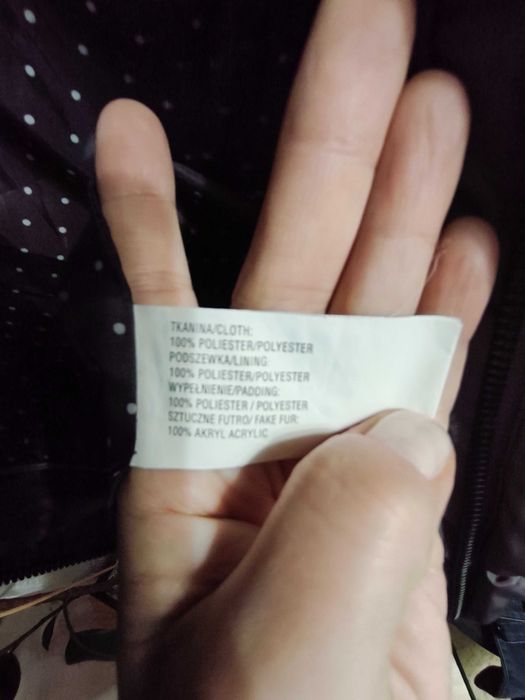 TKANINA/CLOTH:
100% POLIESTER/POLYESTER
PODSZEWKA/LINING:
100% POLIESTER/POLYESTER
WYPEŁNIENIE/PADDING:
100% POLIESTER / POLYESTER
SZTUCZNE FUTRO/ FAKE FUR:
100% AKRYL ACRYLIC